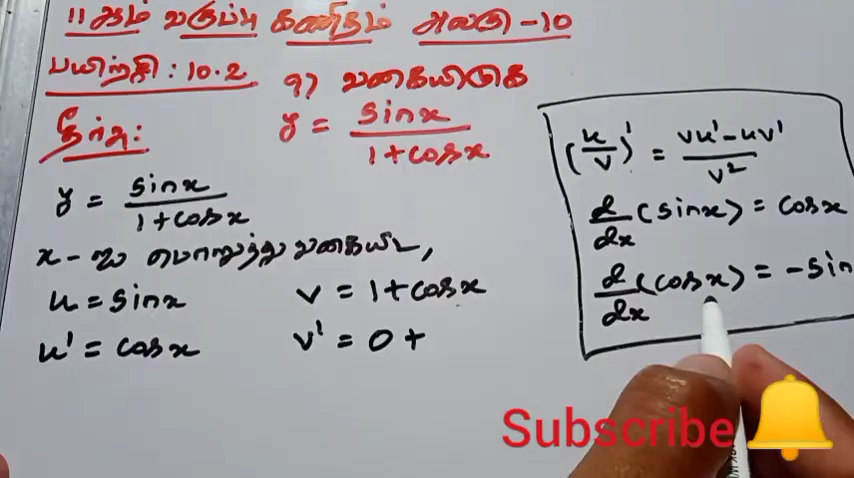 11ஆம் வகுப்பு கணிதம் அலகு -10
பயிற்சி : 10.2 9) வகையிடுக
தீர்வு: y = sinx / 1+cosx
y = sinx / 1+cosx
x-ஐ பொறுத்து வகையிட,
u = sinx v = 1+cosx
u' = cosx v' = 0 +
(u/v)' = vu' - uv' / v²
d/dx (sinx) = cosx
d/dx (cosx) = -sin
Subscribe